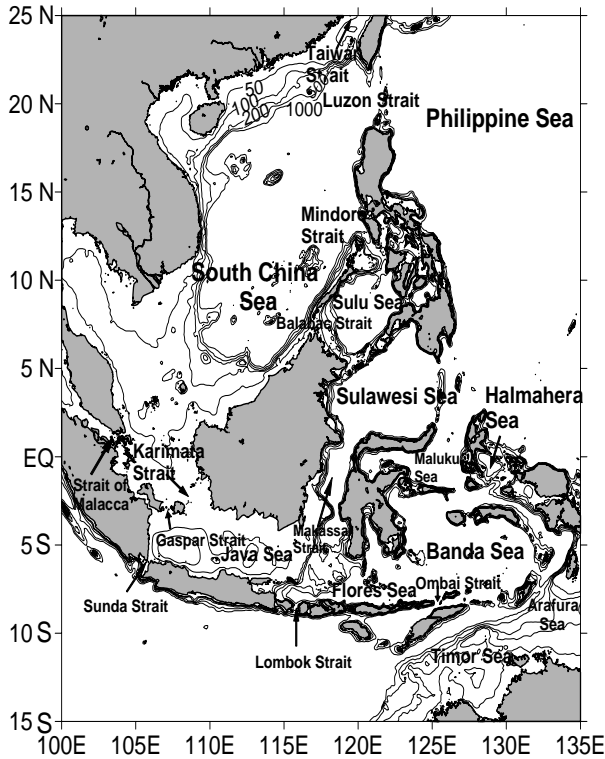 25 N
Taiwan
Strait
50
50
100
200
1000
Luzon Strait
20 N
Philippine Sea
15 N
Mindoro
Strait
10 N
South China
Sea
Sulu Sea
Balabac Strait
5 N
Sulawesi Sea
Halmahera
Sea
EQ
Karimata
Strait
Maluku
Sea
Strait of
Malacca
Gaspar Strait
Makassar
Strait
Java Sea
5 S
Banda Sea
Flores Sea
Ombai Strait
Sunda Strait
Arafura
Sea
10 S
Lombok Strait
Timor Sea
15 S
100E 105E 110E 115E 120E 125E 130E 135E